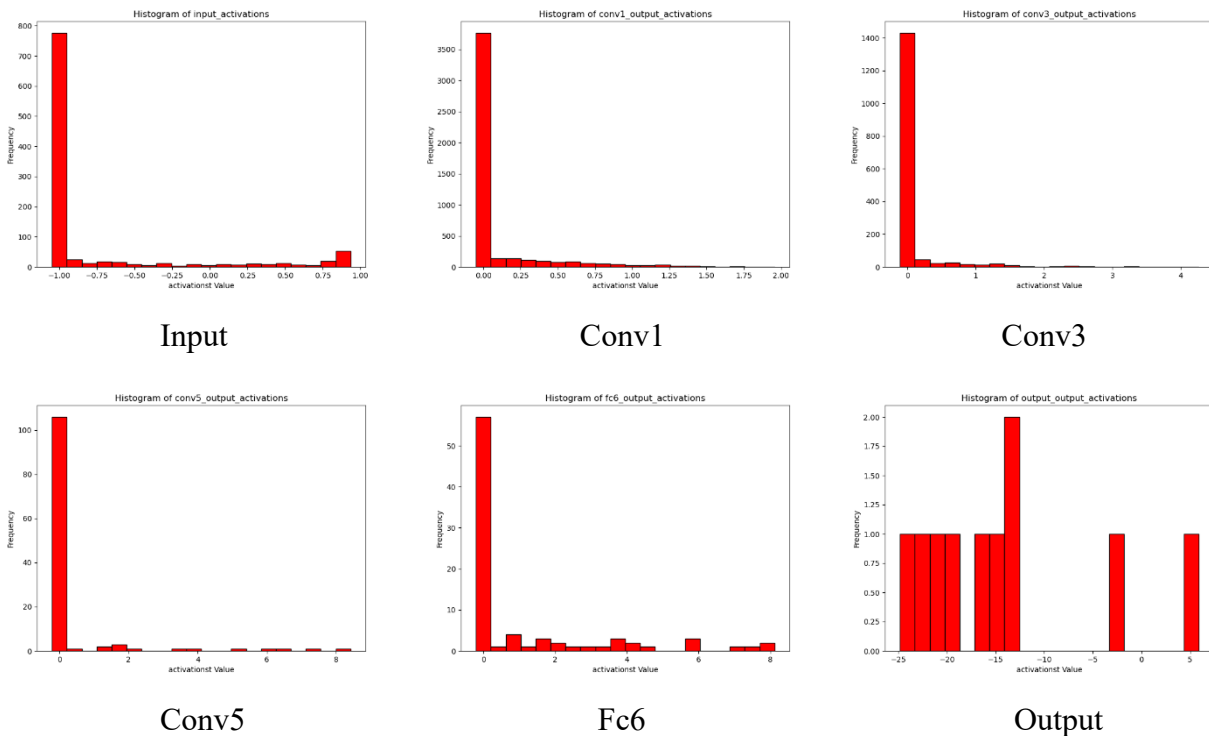 Histogram of input_activations
800
700
600
500
400
300
200
100
0
Frequency
−1.00 −0.75 −0.50 −0.25 0.00 0.25 0.50 0.75 1.00
activationst Value
Input
Histogram of conv1_output_activations
3500
3000
2500
2000
1500
1000
500
0
Frequency
0.00 0.25 0.50 0.75 1.00 1.25 1.50 1.75 2.00
activationst Value
Conv1
Histogram of conv3_output_activations
1400
1200
1000
800
600
400
200
0
Frequency
0 1 2 3 4
activationst Value
Conv3
Histogram of conv5_output_activations
100
80
60
40
20
0
Frequency
0 2 4 6 8
activationst Value
Conv5
Histogram of fc6_output_activations
50
40
30
20
10
0
Frequency
0 2 4 6 8
activationst Value
Fc6
Histogram of output_output_activations
2.00
1.75
1.50
1.25
1.00
0.75
0.50
0.25
0.00
Frequency
−25 −20 −15 −10 −5 0 5
activationst Value
Output